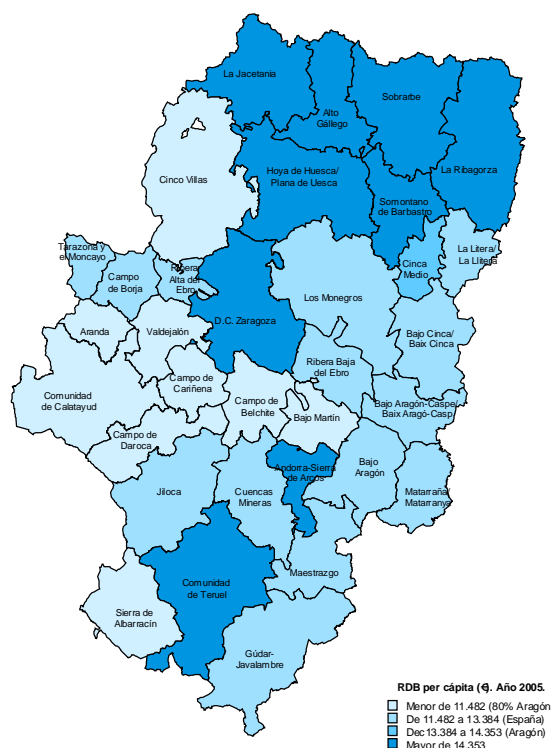 La Jacetania
Sobrarbe
Alto
Gállego
Hoya de Huesca/
Plana de Uesca
La Ribagorza
Cinco Villas
Somontano
de Barbastro
Tarazona y
el Moncayo
Campo
de Borja
Ribera
Alta del
Ebro
Cinca
Medio
La Litera/
La Llitera
Los Monegros
D.C. Zaragoza
Aranda
Valdejalón
Bajo Cinca/
Baix Cinca
Ribera Baja
del Ebro
Comunidad
de Calatayud
Campo de
Cariñena
Campo de
Belchite
Bajo Martín
Bajo Aragón-Caspe/
Baix Aragó-Casp
Campo de
Daroca
Andorra-Sierra
de Arcos
Bajo
Aragón
Jiloca
Cuencas
Mineras
Matarraña/
Matarranya
Maestrazgo
Comunidad
de Teruel
Sierra de
Albarracín
Gúdar-
Javalambre
RDB per cápita (€). Año 2005.
Menor de 11.482 (80% Aragón
De 11.482 a 13.384 (España)
Dec13.384 a 14.353 (Aragón)
Mayor de 14.353